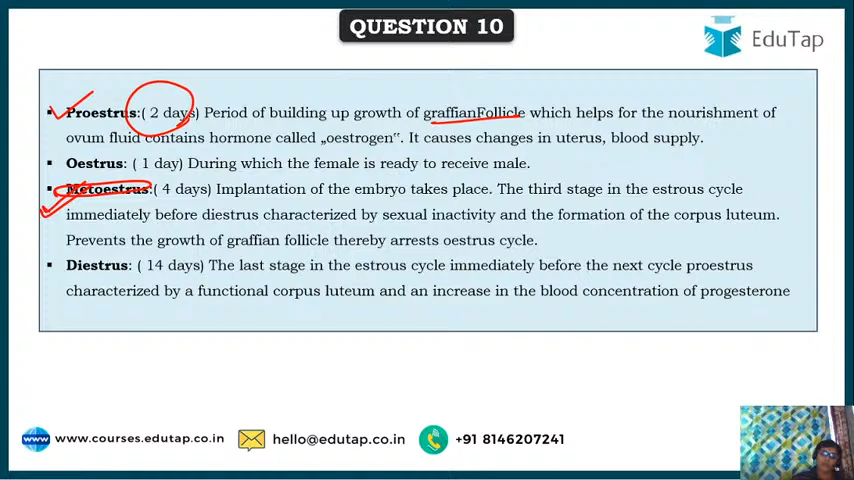 QUESTION 10
EduTap
▪ Proestrus:( 2 days) Period of building up growth of graffianFollicle which helps for the nourishment of
ovum fluid contains hormone called „oestrogen‟. It causes changes in uterus, blood supply.
▪ Oestrus: ( 1 day) During which the female is ready to receive male.
▪ Metoestrus:( 4 days) Implantation of the embryo takes place. The third stage in the estrous cycle
immediately before diestrus characterized by sexual inactivity and the formation of the corpus luteum.
Prevents the growth of graffian follicle thereby arrests oestrus cycle.
▪ Diestrus: ( 14 days) The last stage in the estrous cycle immediately before the next cycle proestrus
characterized by a functional corpus luteum and an increase in the blood concentration of progesterone
www www.courses.edutap.co.in hello@edutap.co.in +91 8146207241